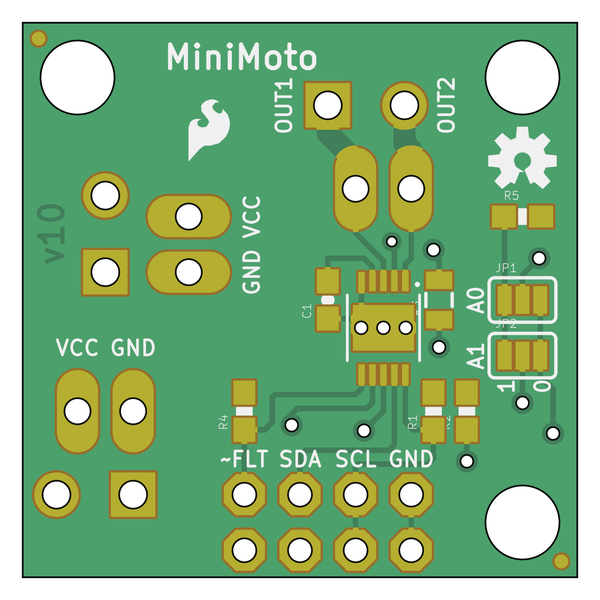 MiniMoto
OUT1
OUT2
R5
v10
VCC
GND
JP1
A0
C1
JP2
A1
VCC GND
1
0
R4
R1
R2
~FLT SDA SCL GND